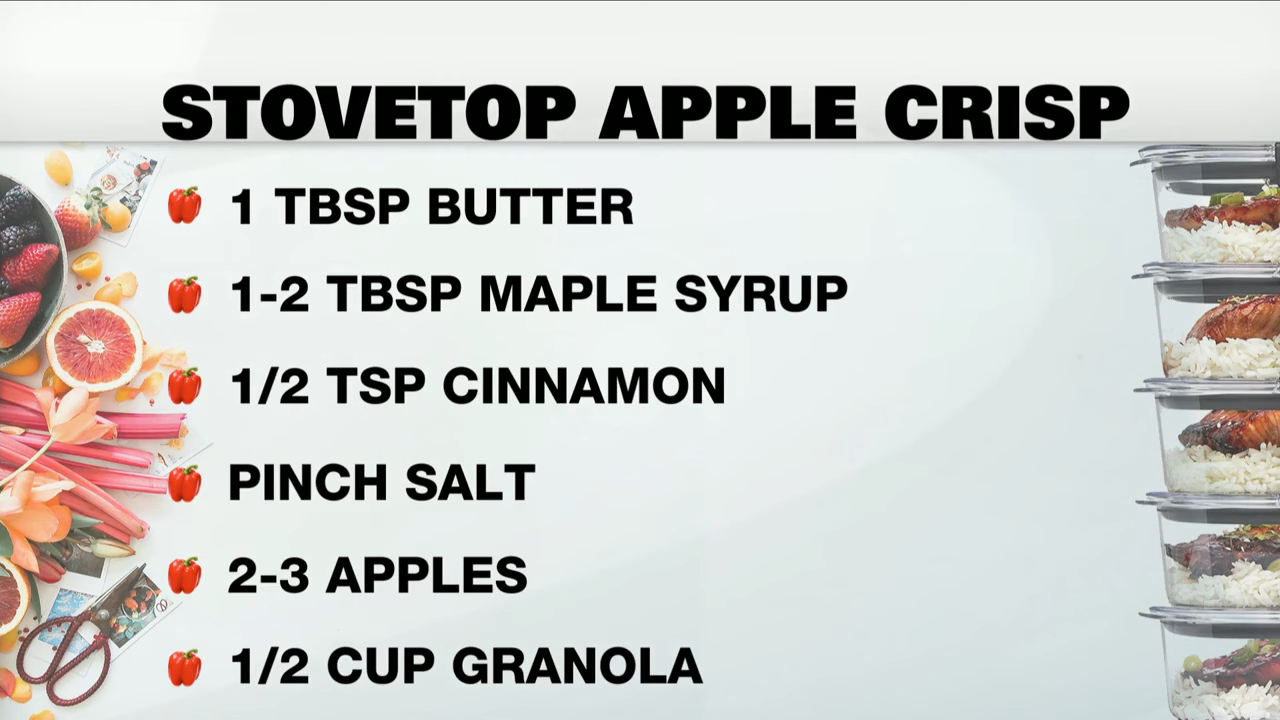 STOVETOP APPLE CRISP
1 TBSP BUTTER
1-2 TBSP MAPLE SYRUP
1/2 TSP CINNAMON
PINCH SALT
2-3 APPLES
1/2 CUP GRANOLA